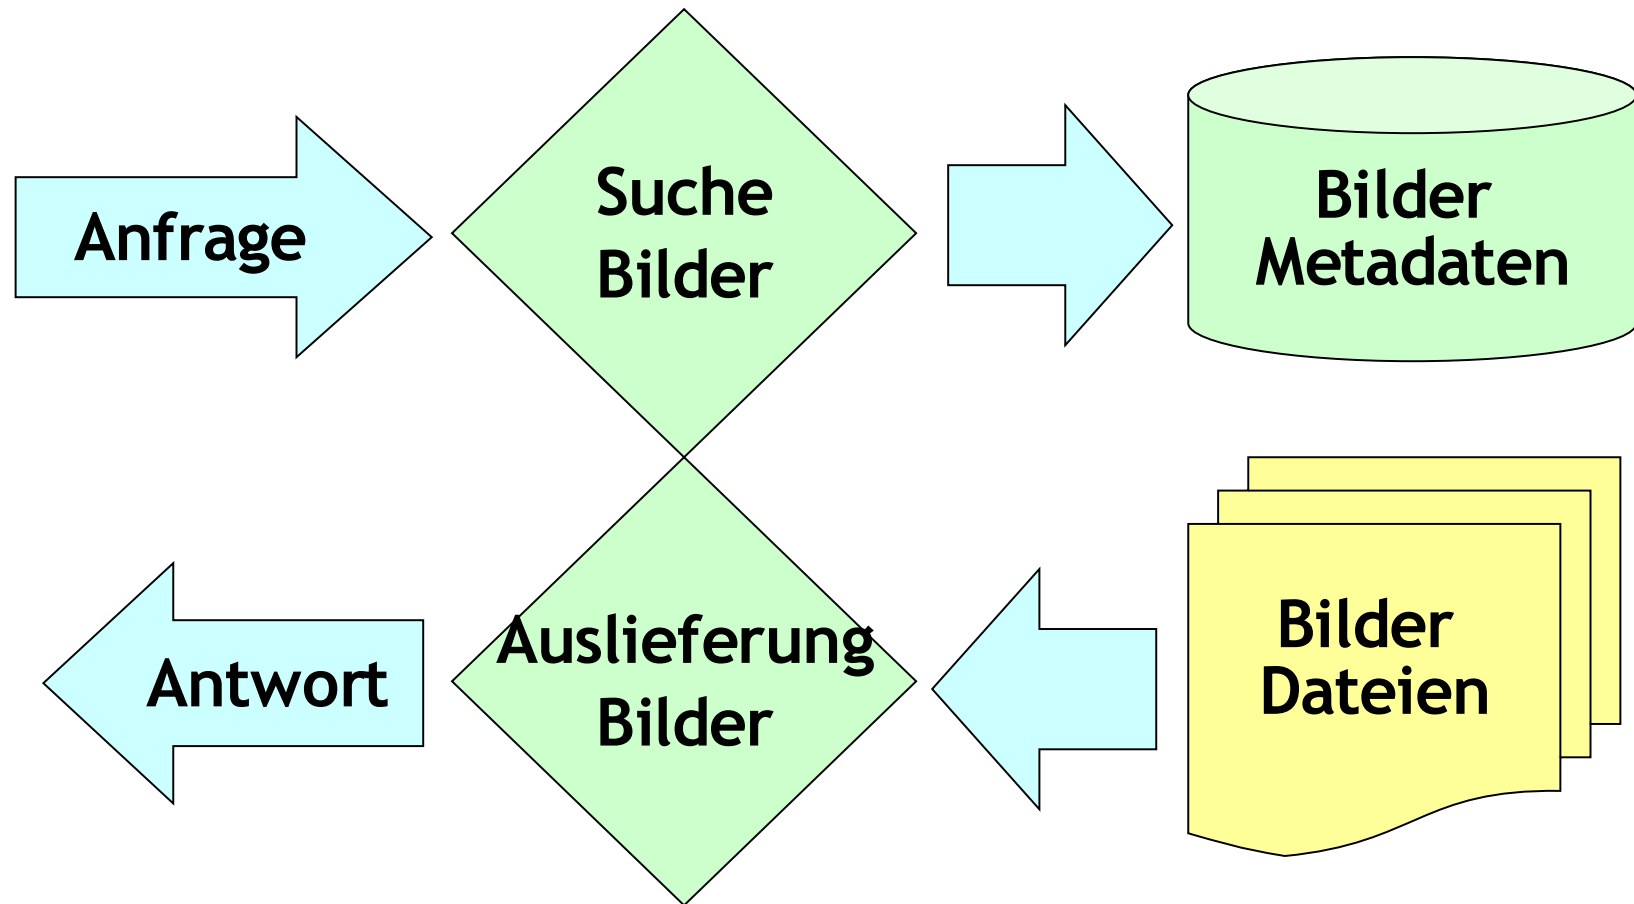 Anfrage
Suche
Bilder
Bilder
Metadaten
Antwort
Auslieferung
Bilder
Bilder
Dateien